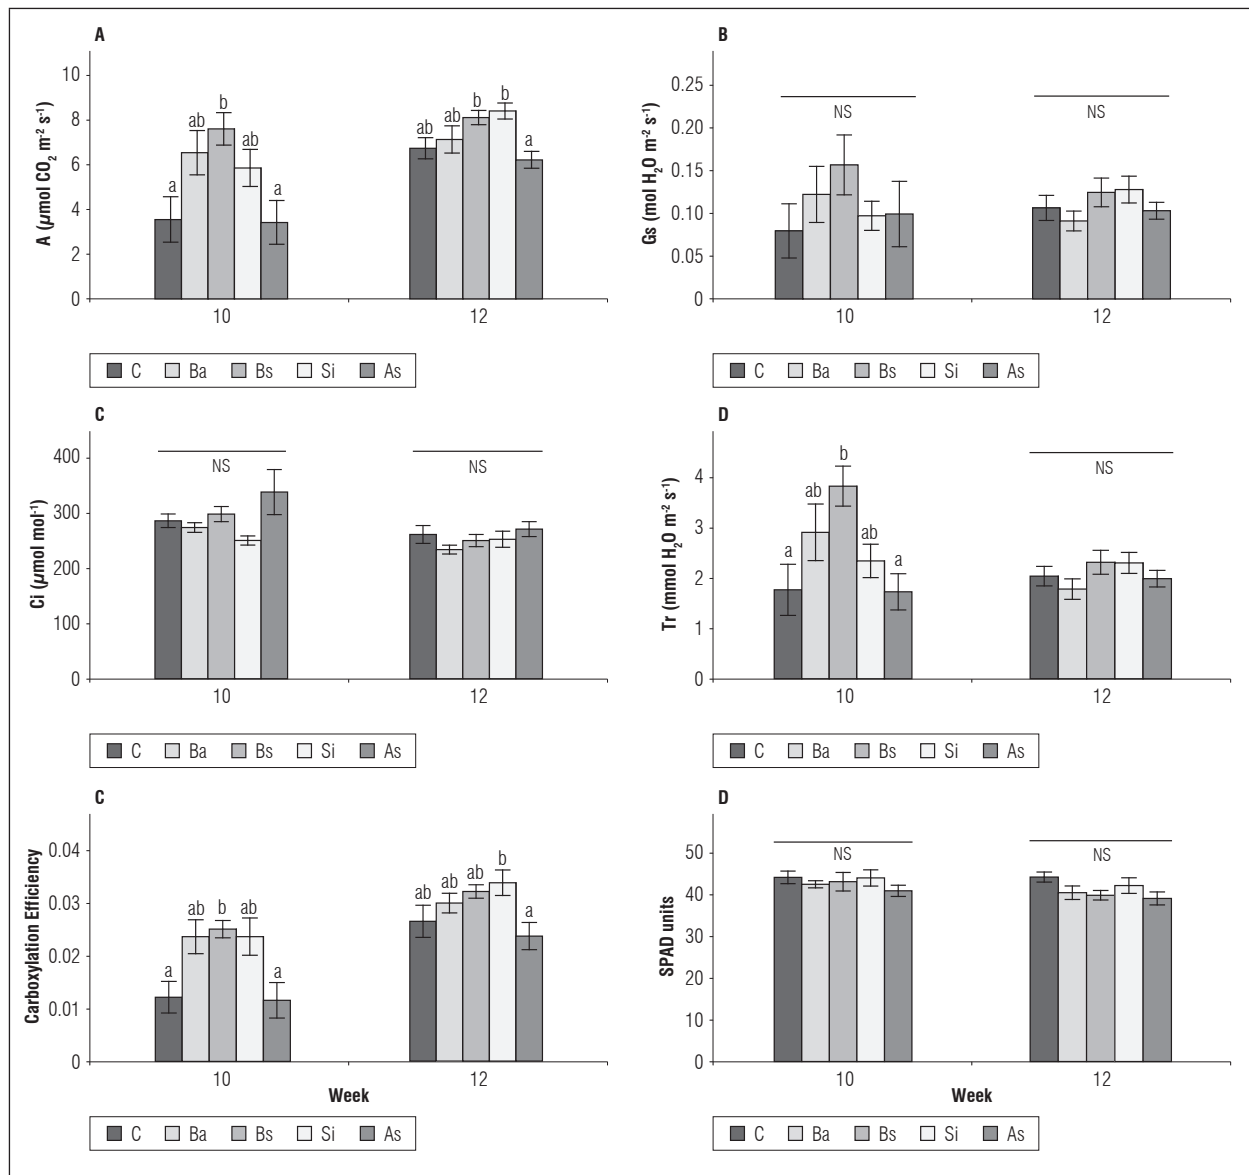 A
A (µmol CO2 m-2 s-1)
10
8
6
4
2
0
a
ab
b
ab
a
ab
ab
b
b
a
10
12
C Ba Bs Si As
B
Gs (mol H2O m-2 s-1)
0.25
0.20
0.15
0.10
0.05
0
NS
NS
10
12
C Ba Bs Si As
C
Ci (µmol mol-1)
400
300
200
100
0
NS
NS
10
12
C Ba Bs Si As
D
Tr (mmol H2O m-2 s-1)
4
3
2
1
0
a
ab
b
ab
a
NS
10
12
C Ba Bs Si As
C
Carboxylation Efficiency
0.04
0.03
0.02
0.01
0
a
ab
b
ab
a
ab
ab
ab
b
a
10
12
Week
C Ba Bs Si As
D
SPAD units
50
40
30
20
10
0
NS
NS
10
12
Week
C Ba Bs Si As